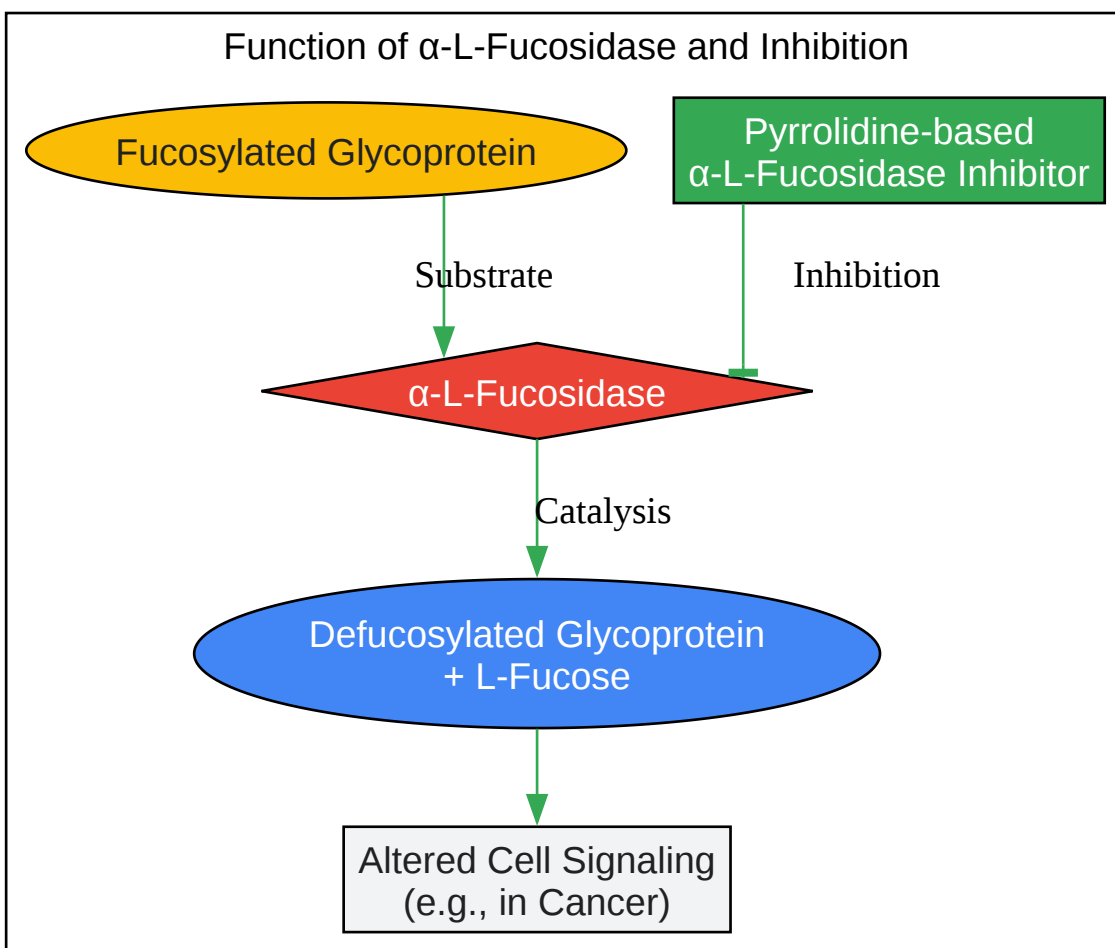 Function of α-L-Fucosidase and Inhibition
Fucosylated Glycoprotein
Pyrrolidine-based
α-L-Fucosidase Inhibitor
Substrate
Inhibition
α-L-Fucosidase
Catalysis
Defucosylated Glycoprotein
+ L-Fucose
Altered Cell Signaling
(e.g., in Cancer)